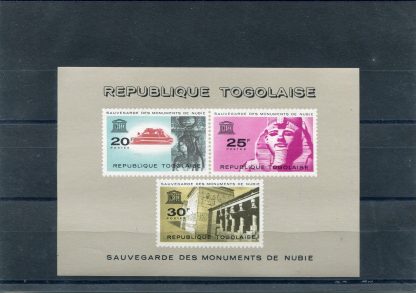 REPUBLIQUE TOGOLAISE
SAUVEGARDE DES MONUMENTS DE NUBIE
20F
POSTES
REPUBLIQUE TOGOLAISE
SAUVEGARDE DES MONUMENTS DE NUBIE
25F
POSTES
REPUBLIQUE TOGOLAISE
SAUVEGARDE DES MONUMENTS DE NUBIE
30F
POSTES
REPUBLIQUE TOGOLAISE
SAUVEGARDE DES MONUMENTS DE NUBIE